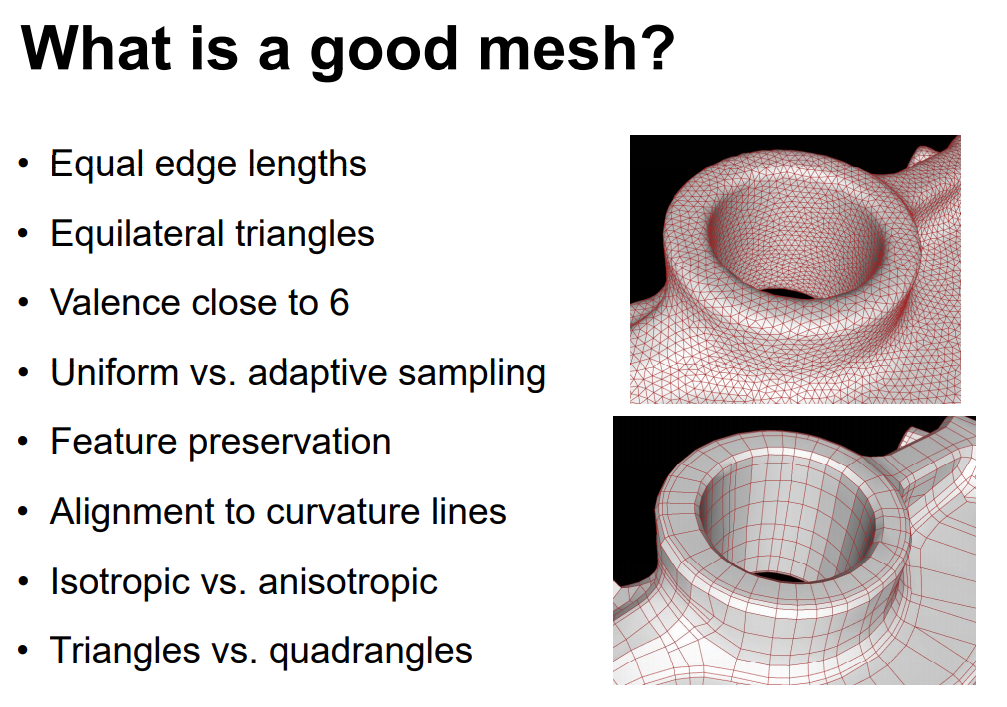 What is a good mesh?
• Equal edge lengths
• Equilateral triangles
• Valence close to 6
• Uniform vs. adaptive sampling
• Feature preservation
• Alignment to curvature lines
• Isotropic vs. anisotropic
• Triangles vs. quadrangles